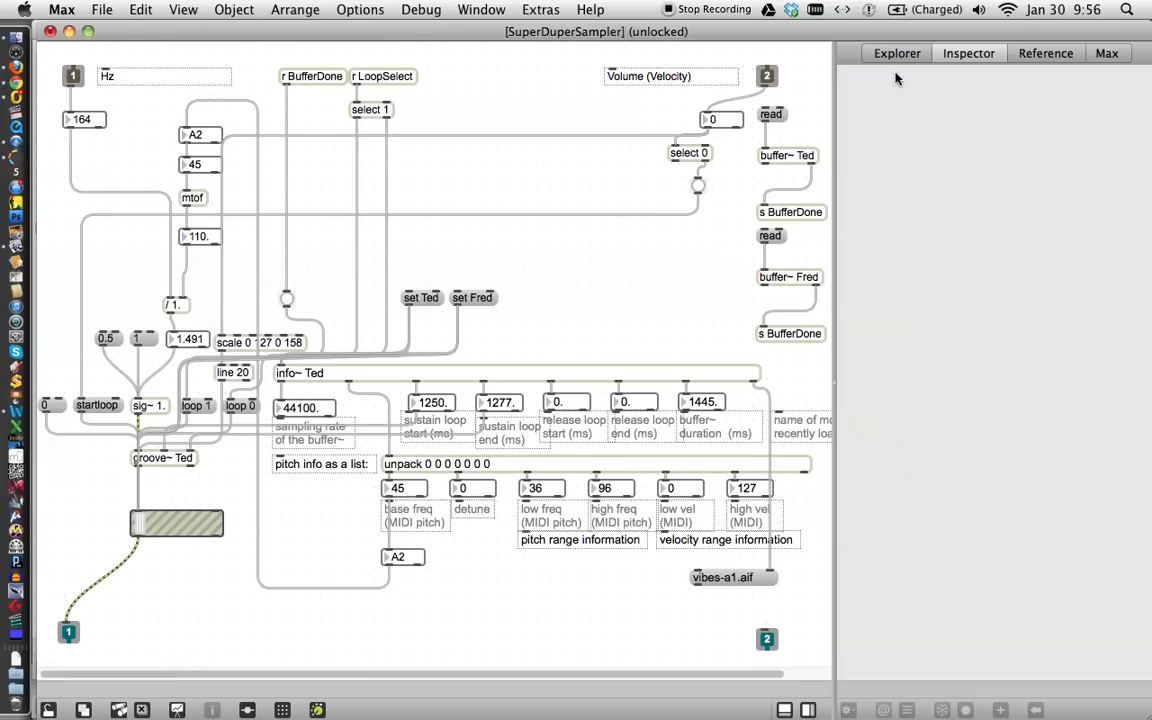 Max File Edit View Object Arrange Options Debug Window Extras Help Stop Recording (Charged) Jan 30 9:56
[SuperDuperSampler] (unlocked)
Explorer Inspector Reference Max
1 Hz r BufferDone r LoopSelect Volume (Velocity) 2
select 1
164 0 read
A2
select 0 buffer~ Ted
45
mtof
s BufferDone
110. read
buffer~ Fred
set Ted set Fred
/ 1.
s BufferDone
0.5 1 1.491 scale 0 127 0 158
line 20 info~ Ted
0 startloop sig~ 1. loop 1 loop 0 44100. 1250. 1277. 0. 0. 1445.
sampling rate
of the buffer~
sustain loop
start (ms)
sustain loop
end (ms)
release loop
start (ms)
release loop
end (ms)
buffer~
duration (ms)
name of mo
recently loa
groove~ Ted pitch info as a list: unpack 0 0 0 0 0 0 0
45 0 36 96 0 127
base freq
(MIDI pitch)
detune
low freq
(MIDI pitch)
high freq
(MIDI pitch)
low vel
(MIDI)
high vel
(MIDI)
pitch range information velocity range information
A2
vibes-a1.aif
1 2